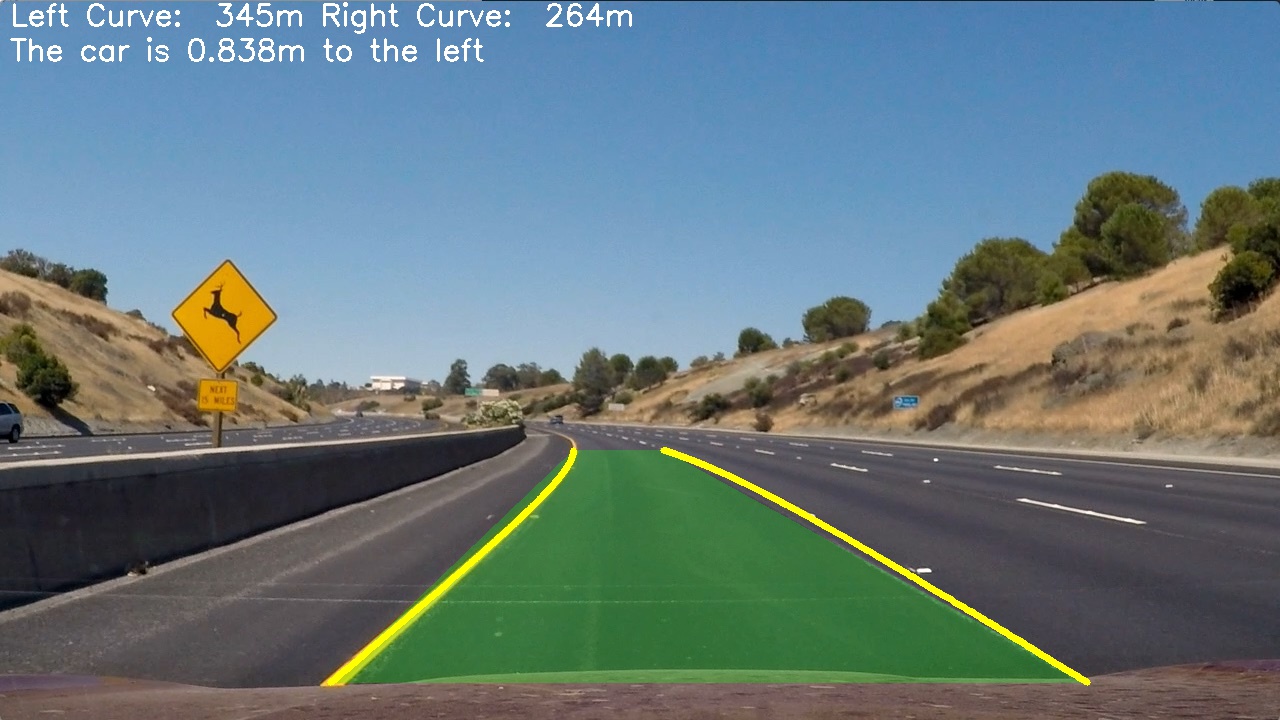 Left Curve: 345m Right Curve: 264m
The car is 0.838m to the left
NEXT
15 MILES